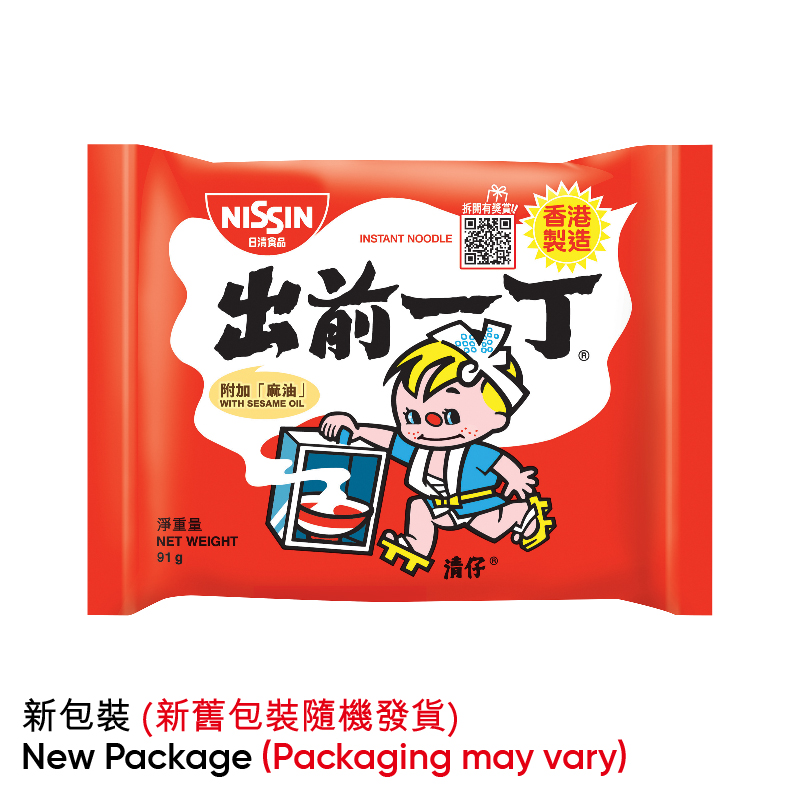 NISSIN
日清食品
INSTANT NOODLE
拆開有獎賞!!
香港
製造
出前一丁®
附加「麻油」
WITH SESAME OIL
淨重量
NET WEIGHT
91 g
清仔®
新包裝 (新舊包裝隨機發貨)
New Package (Packaging may vary)